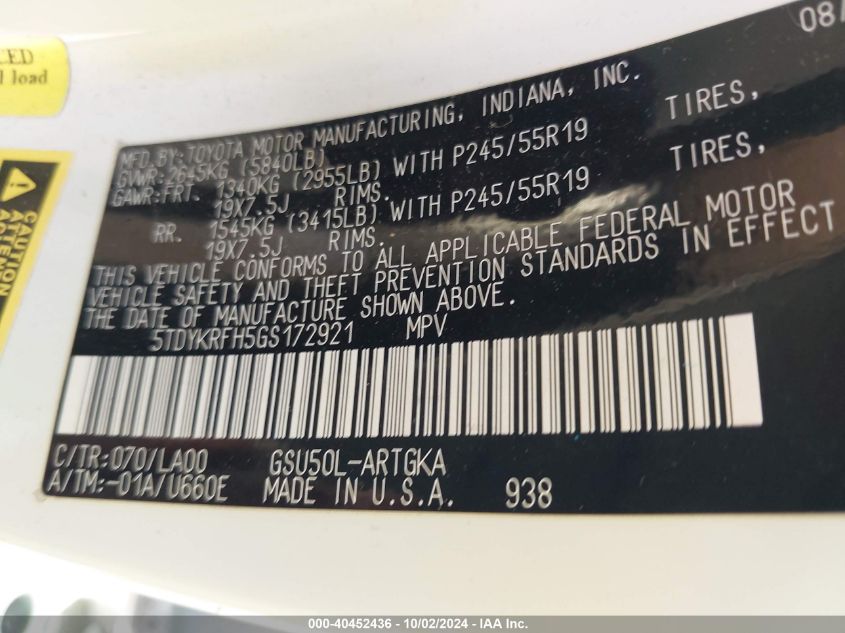 CED
l load
CAUTION
08/
MFD.BY:TOYOTA MOTOR MANUFACTURING, INDIANA, INC.
GVWR:2645KG (5840LB)
GAWR:FRT. 1340KG (2955LB) WITH P245/55R19 TIRES,
19X7.5J RIMS.
RR. 1545KG (3415LB) WITH P245/55R19 TIRES,
19X7.5J RIMS.
THIS VEHICLE CONFORMS TO ALL APPLICABLE FEDERAL MOTOR
VEHICLE SAFETY AND THEFT PREVENTION STANDARDS IN EFFECT
THE DATE OF MANUFACTURE SHOWN ABOVE.
5TDYKRFH5GS172921 MPV
C/TR:070/LA00 GSU50L-ARTGKA
A/TM:-01A/U660E MADE IN U.S.A. 938
000-40452436 - 10/02/2024 - IAA Inc.